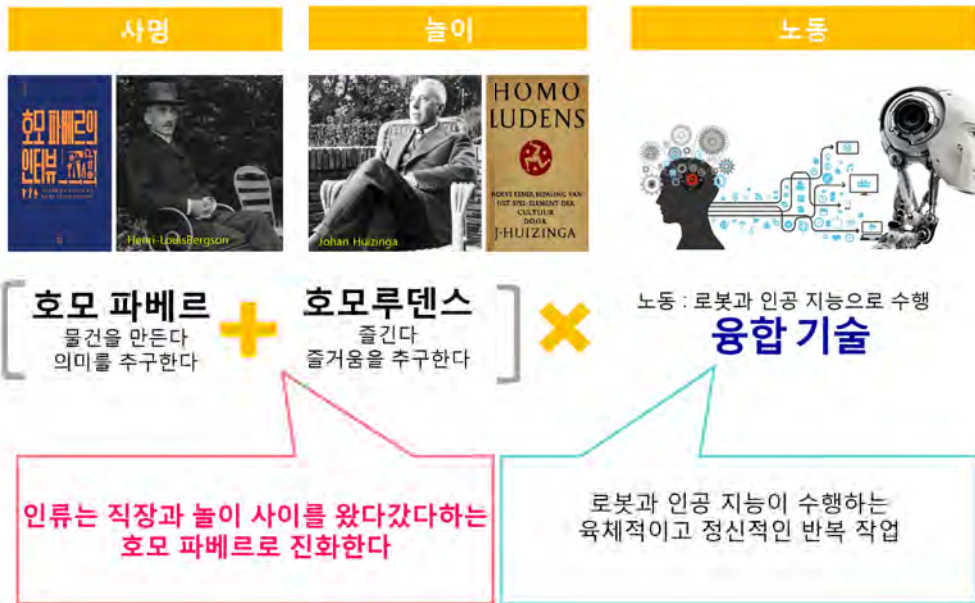 사명
놀이
노동
호모 파베르의
인터뷰
Henri-LouisBergson
Johan Huizinga
HOMO
LUDENS
PROEVE EENER BEPALING VAN
HET SPEL-ELEMENT DER
CULTUUR
DOOR
J·HUIZINGA
호모 파베르
물건을 만든다
의미를 추구한다
호모루덴스
즐긴다
즐거움을 추구한다
노동 : 로봇과 인공 지능으로 수행
융합 기술
인류는 직장과 놀이 사이를 왔다갔다하는
호모 파베르로 진화한다
로봇과 인공 지능이 수행하는
육체적이고 정신적인 반복 작업